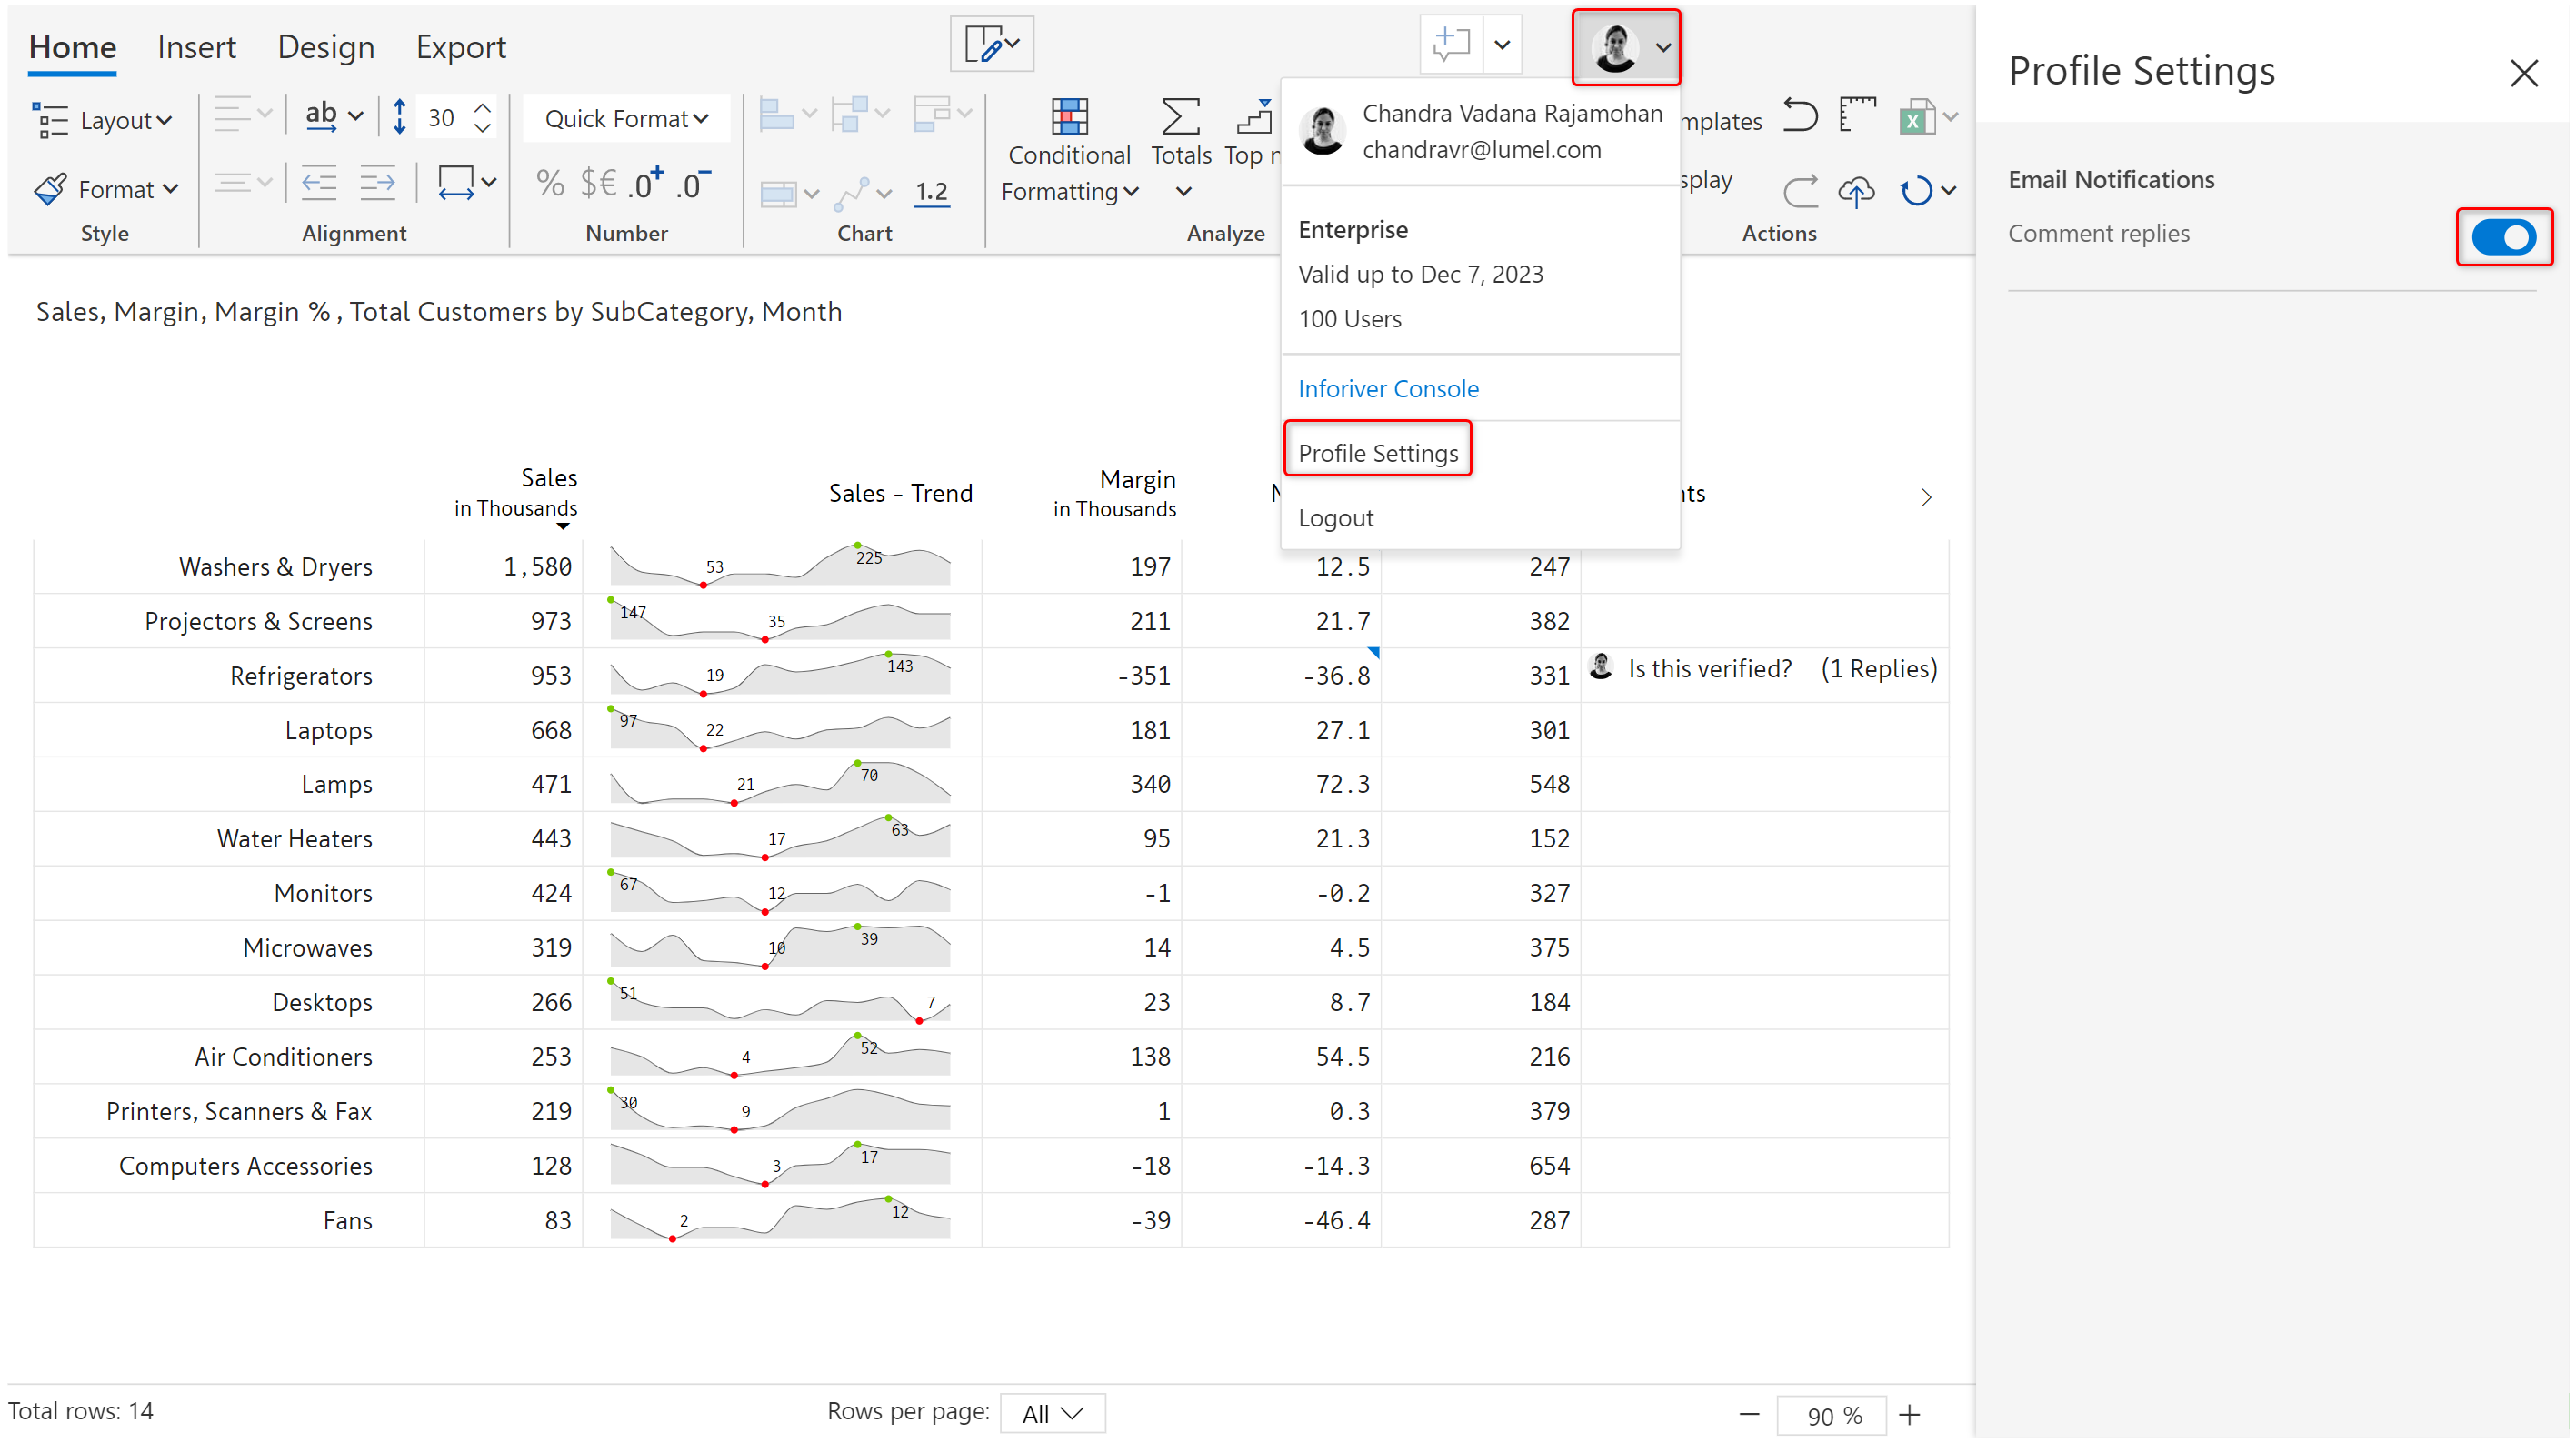 Home Insert Design Export
Layout
ab
30
Quick Format
Format
% $€ .0+ .0-
1.2
Conditional
Formatting
Totals
Top
Style
Alignment
Number
Chart
Analyze
Actions
Chandra Vadana Rajamohan
chandravr@lumel.com
Enterprise
Valid up to Dec 7, 2023
100 Users
Inforiver Console
Profile Settings
Logout
Profile Settings
Email Notifications
Comment replies
Sales, Margin, Margin % , Total Customers by SubCategory, Month
Sales
in Thousands
Sales - Trend
Margin
in Thousands
Washers & Dryers 1,580 53 225 197 12.5 247
Projectors & Screens 973 147 35 211 21.7 382
Refrigerators 953 19 143 -351 -36.8 331 Is this verified? (1 Replies)
Laptops 668 97 22 181 27.1 301
Lamps 471 21 70 340 72.3 548
Water Heaters 443 17 63 95 21.3 152
Monitors 424 67 12 -1 -0.2 327
Microwaves 319 10 39 14 4.5 375
Desktops 266 51 7 23 8.7 184
Air Conditioners 253 4 52 138 54.5 216
Printers, Scanners & Fax 219 30 9 1 0.3 379
Computers Accessories 128 3 17 -18 -14.3 654
Fans 83 2 12 -39 -46.4 287
Total rows: 14
Rows per page: All
90 %